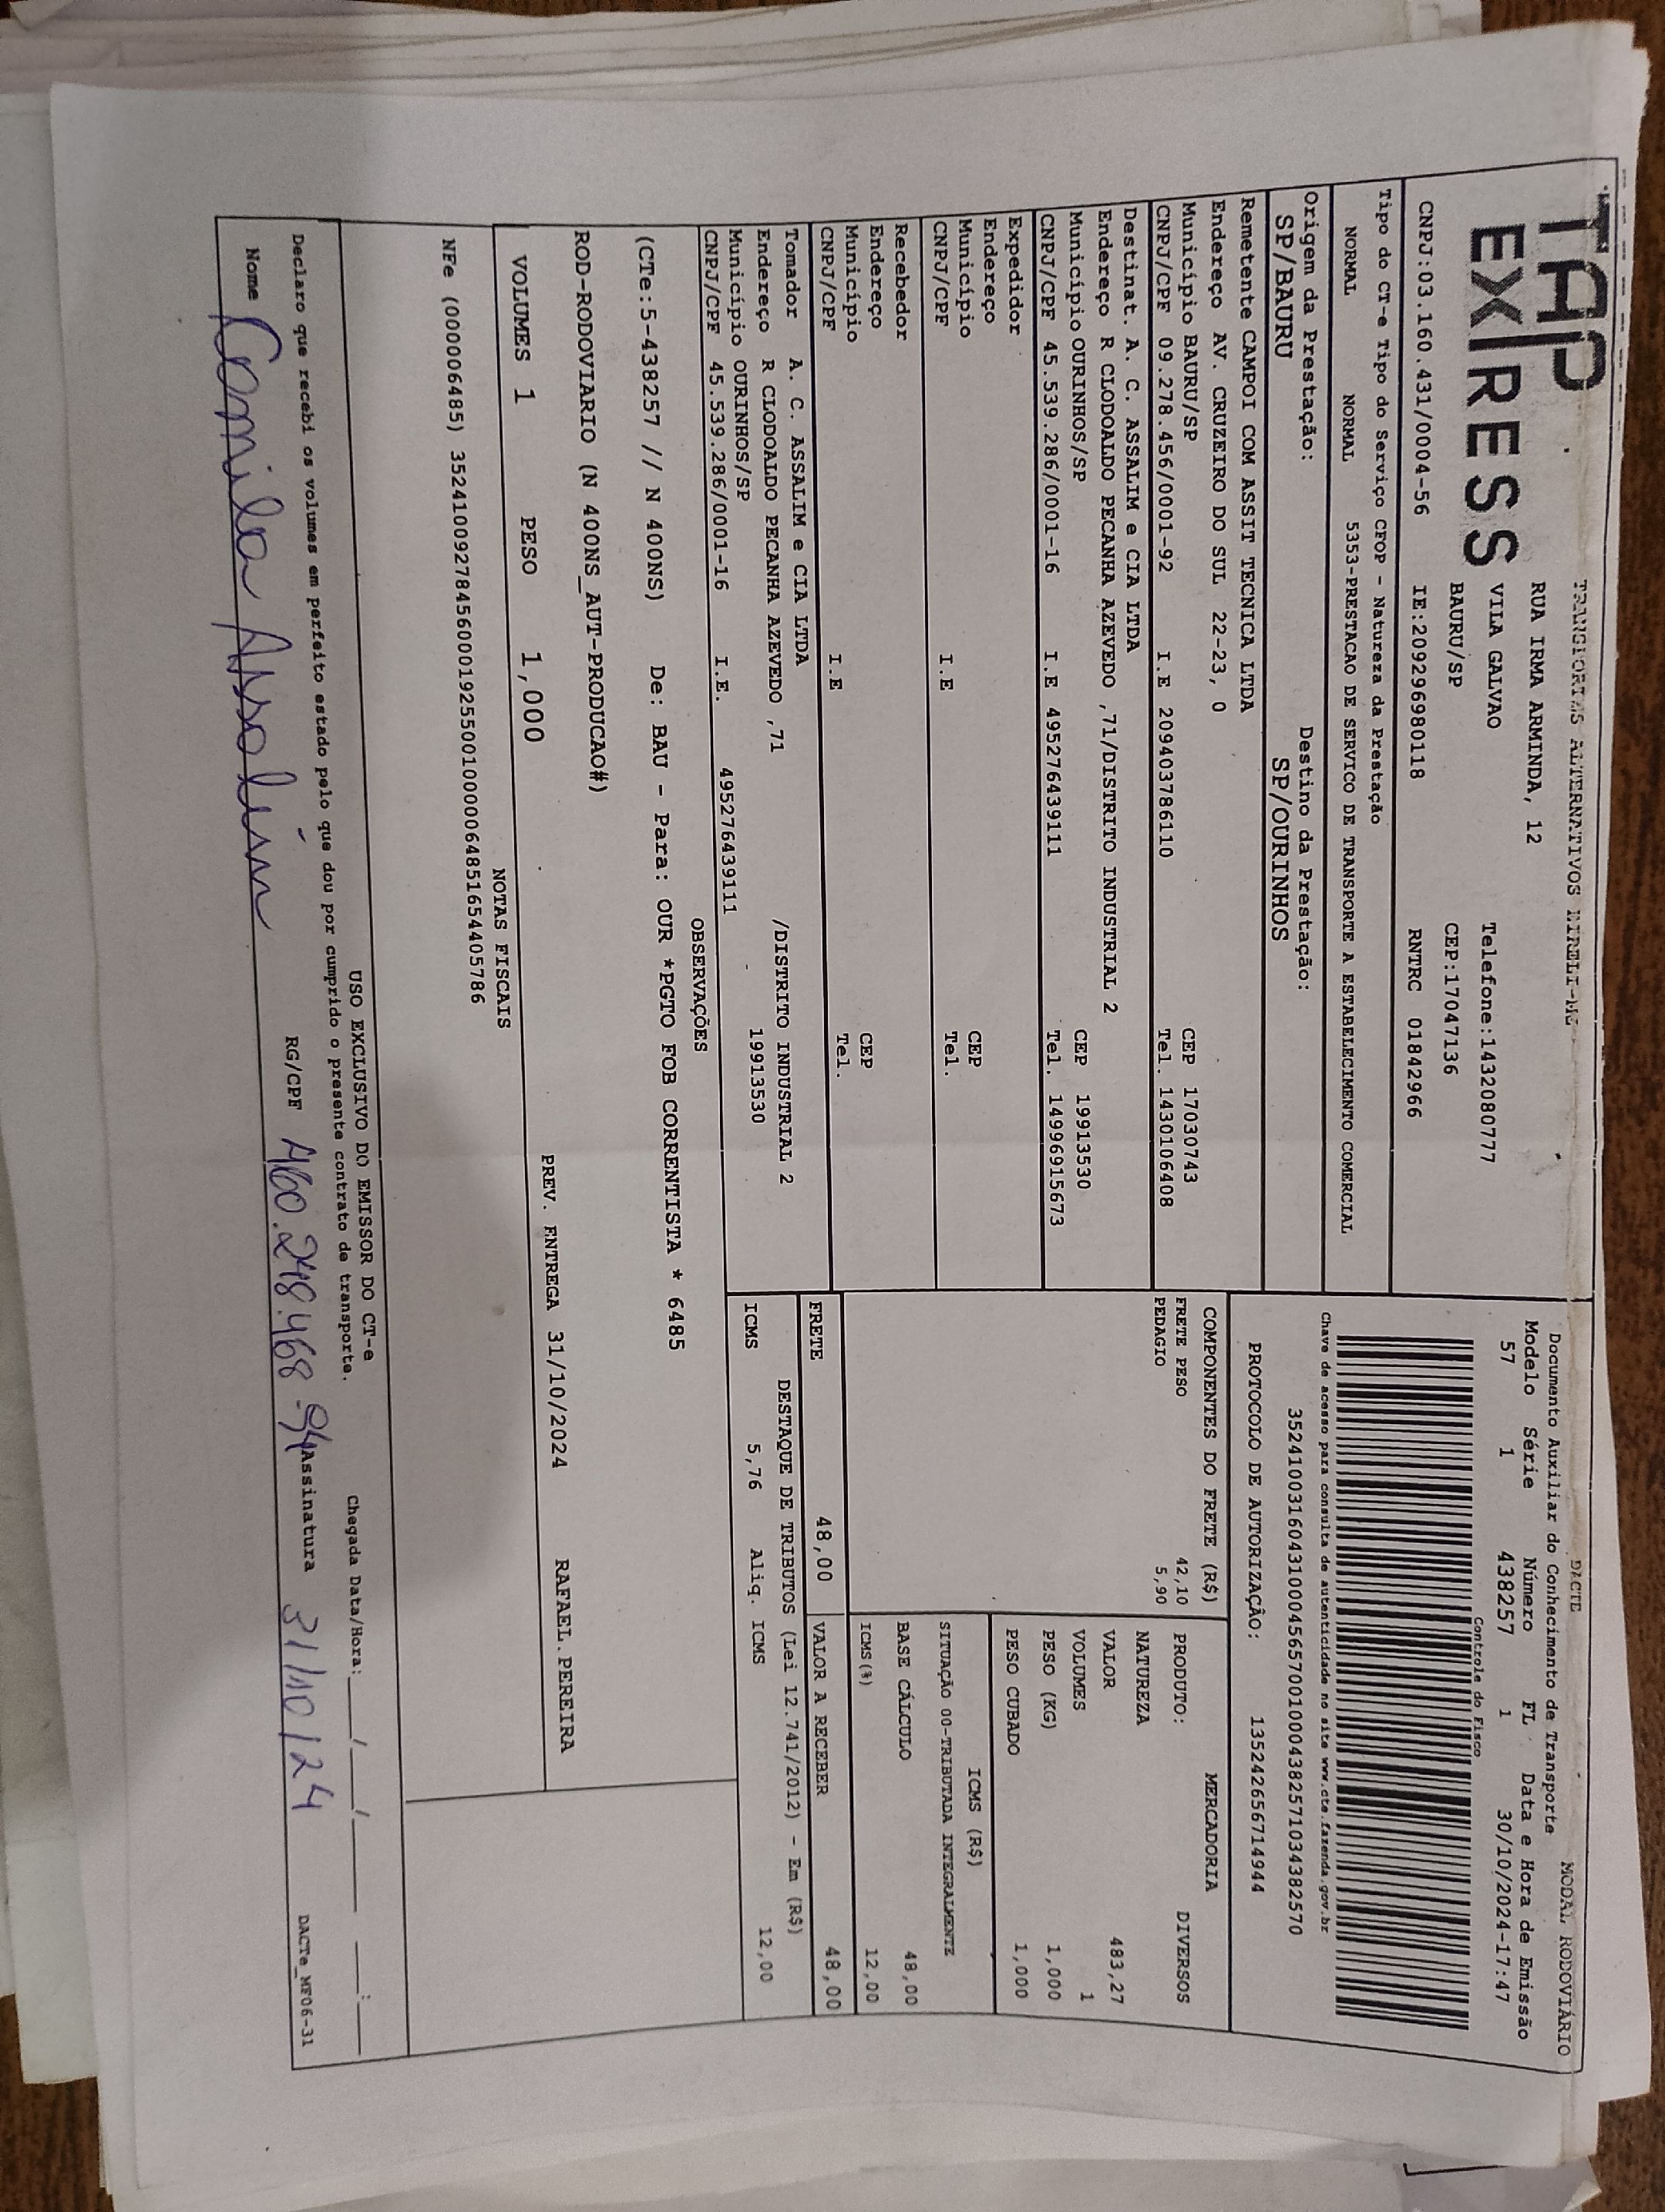 TAP
EXPRESS
TRANSPORTES ALTERNATIVOS EIRELI-ME
RUA IRMA ARMINDA, 12
VILA GALVAO
Telefone:1432080777
BAURU/SP
CEP:17047136
CNPJ:03.160.431/0004-56 IE:209296980118 RNTRC 01842966
Tipo do CT-e Tipo do Serviço CFOP - Natureza da Prestação
NORMAL NORMAL 5353-PRESTACAO DE SERVICO DE TRANSPORTE A ESTABELECIMENTO COMERCIAL
Origem da Prestação: Destino da Prestação:
SP/BAURU SP/OURINHOS
DACTE MODAL RODOVIÁRIO
Documento Auxiliar do Conhecimento de Transporte
Modelo Série Número FL Data e Hora de Emissão
57 1 438257 1 30/10/2024-17:47
Controle do Fisco
Chave de acesso para consulta de autenticidade no site www.cte.fazenda.gov.br
35241003160431000456570010004382571034382570
PROTOCOLO DE AUTORIZAÇÃO: 135242656714944
Remetente CAMPOI COM ASSIT TECNICA LTDA
Endereço AV. CRUZEIRO DO SUL 22-23, 0
Município BAURU/SP CEP 17030743
CNPJ/CPF 09.278.456/0001-92 I.E 209403786110 Tel. 1430106408
Destinat. A. C. ASSALIM e CIA LTDA
Endereço R CLODOALDO PECANHA AZEVEDO ,71/DISTRITO INDUSTRIAL 2
Município OURINHOS/SP CEP 19913530
CNPJ/CPF 45.539.286/0001-16 I.E 495276439111 Tel. 14996915673
Expedidor
Endereço
Município CEP
CNPJ/CPF I.E Tel.
Recebedor
Endereço
Município CEP
CNPJ/CPF I.E Tel.
Tomador A. C. ASSALIM e CIA LTDA
Endereço R CLODOALDO PECANHA AZEVEDO ,71 /DISTRITO INDUSTRIAL 2
Município OURINHOS/SP 19913530
CNPJ/CPF 45.539.286/0001-16 I.E. 495276439111
COMPONENTES DO FRETE (R$)
FRETE PESO 42,10
PEDAGIO 5,90
MERCADORIA
PRODUTO: DIVERSOS
NATUREZA
VALOR 483,27
VOLUMES 1
PESO (KG) 1,000
PESO CUBADO 1,000
ICMS (R$)
SITUAÇÃO 00-TRIBUTADA INTEGRALMENTE
BASE CÁLCULO 48,00
ICMS(%) 12,00
FRETE 48,00 VALOR A RECEBER 48,00
DESTAQUE DE TRIBUTOS (Lei 12.741/2012) - Em (R$)
ICMS 5,76 Aliq. ICMS 12,00
OBSERVAÇÕES
(CTe:5-438257 // N 400NS) De: BAU - Para: OUR *PGTO FOB CORRENTISTA * 6485
ROD-RODOVIARIO (N 400NS_AUT-PRODUCAO#)
VOLUMES 1 PESO 1,000 PREV. ENTREGA 31/10/2024 RAFAEL.PEREIRA
NOTAS FISCAIS
NFe (000006485) 35241009278456000192550010000064851654405786
USO EXCLUSIVO DO EMISSOR DO CT-e
Declaro que recebi os volumes em perfeito estado pelo que dou por cumprido o presente contrato de transporte.
Chegada Data/Hora:____/____/____ ____:____
Nome Camila Assalim RG/CPF 460.248.468-94 Assinatura 31/10/24 DACTe_MF06-31